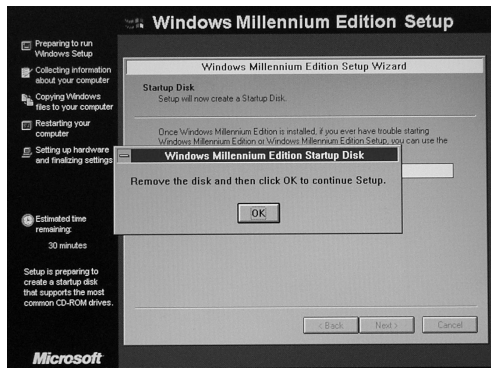 Windows Millennium Edition Setup
Preparing to run
Windows Setup
Collecting information
about your computer
Copying Windows
files to your computer
Restarting your
computer
Setting up hardware
and finalizing settings
Estimated time
remaining:
30 minutes
Setup is preparing to
create a startup disk
that supports the most
common CD-ROM drives.
Microsoft
Windows Millennium Edition Setup Wizard
Startup Disk
Setup will now create a Startup Disk.
Once Windows Millennium Edition is installed, if you ever have trouble starting
Windows Millennium Edition or Windows Millennium Edition Setup, you can use the
Windows Millennium Edition Startup Disk
Remove the disk and then click OK to continue Setup.
OK
< Back
Next >
Cancel